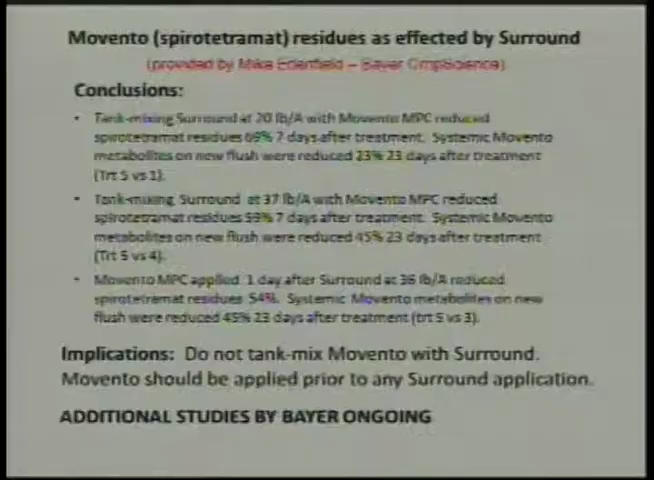 Movento (spirotetramat) residues as effected by Surround
(provided by Mike Edenfield – Bayer CropScience)
Conclusions:
• Tank-mixing Surround at 20 lb/A with Movento MPC reduced
spirotetramat residues 69% 7 days after treatment. Systemic Movento
metabolites on new flush were reduced 23% 23 days after treatment
(Trt 5 vs 1).
• Tank-mixing Surround at 37 lb/A with Movento MPC reduced
spirotetramat residues 59% 7 days after treatment. Systemic Movento
metabolites on new flush were reduced 45% 23 days after treatment
(Trt 5 vs 4).
• Movento MPC applied 1 day after Surround at 36 lb/A reduced
spirotetramat residues 54%. Systemic Movento metabolites on new
flush were reduced 45% 23 days after treatment (trt 5 vs 3).
Implications: Do not tank-mix Movento with Surround.
Movento should be applied prior to any Surround application.
ADDITIONAL STUDIES BY BAYER ONGOING